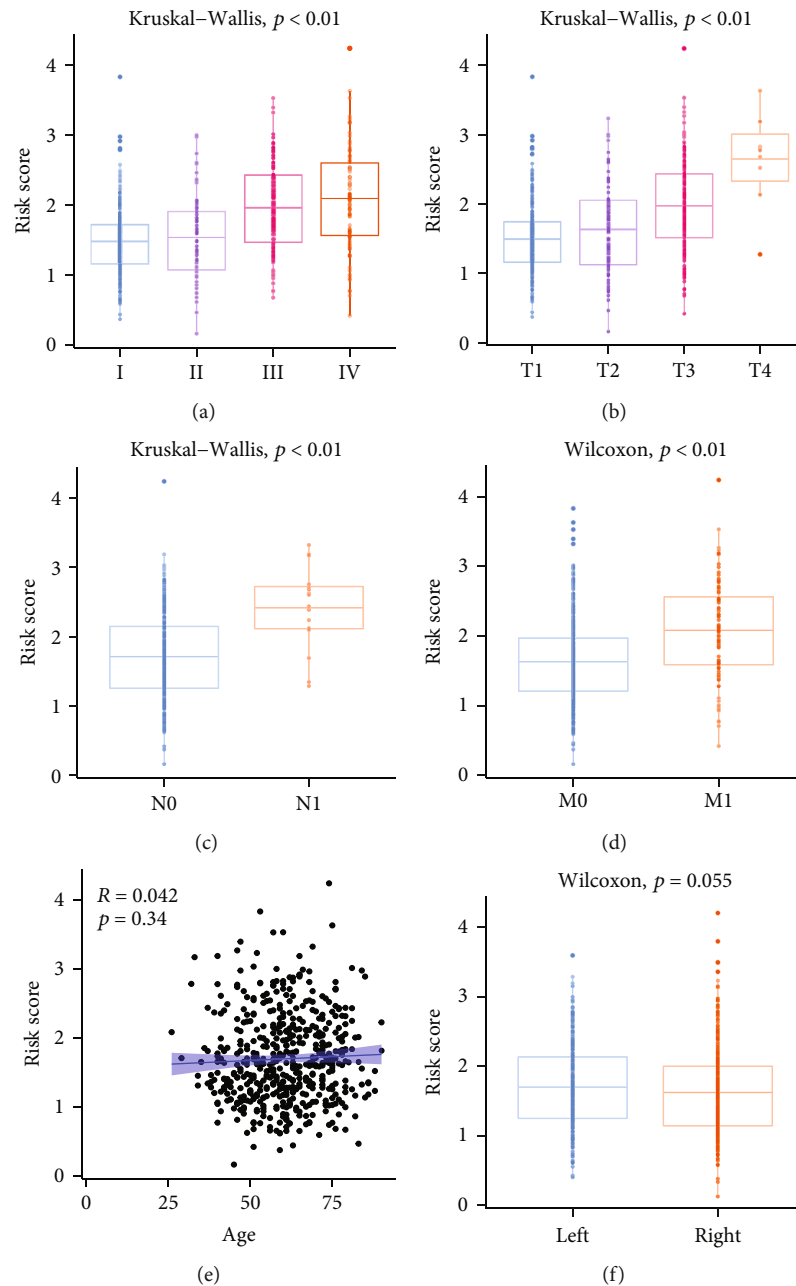 Kruskal–Wallis, p < 0.01
4
3
2
1
0
Risk score
I II III IV
(a)
Kruskal–Wallis, p < 0.01
4
3
2
1
0
Risk score
T1 T2 T3 T4
(b)
Kruskal–Wallis, p < 0.01
4
3
2
1
0
Risk score
N0 N1
(c)
Wilcoxon, p < 0.01
4
3
2
1
0
Risk score
M0 M1
(d)
R = 0.042
p = 0.34
4
3
2
1
0
Risk score
0 25 50 75
Age
(e)
Wilcoxon, p = 0.055
4
3
2
1
0
Risk score
Left Right
(f)